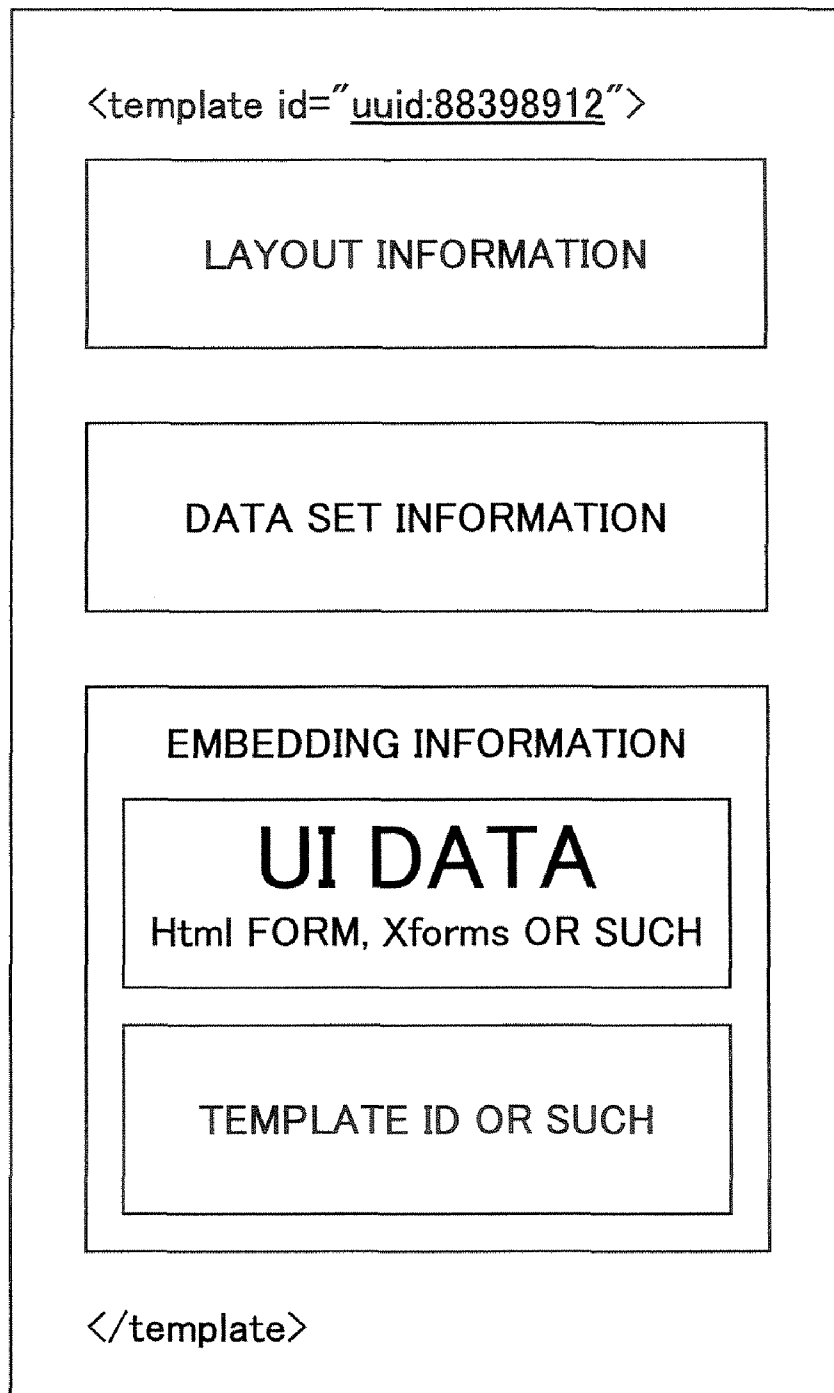 <template id="uuid:88398912">
LAYOUT INFORMATION
DATA SET INFORMATION
EMBEDDING INFORMATION
UI DATA
Html FORM, Xforms OR SUCH
TEMPLATE ID OR SUCH
</template>